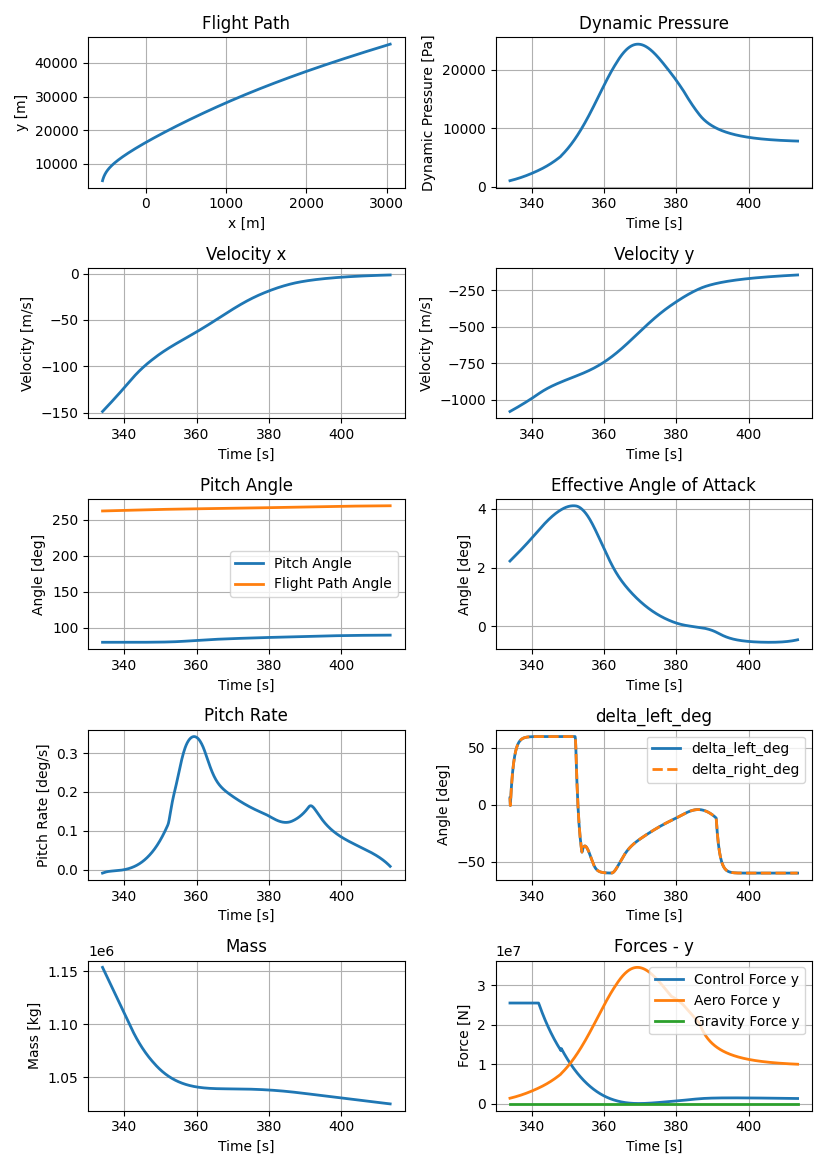 Flight Path
40000
30000
20000
10000
y [m]
0
1000
2000
3000
x [m]
Dynamic Pressure
20000
10000
0
Dynamic Pressure [Pa]
340
360
380
400
Time [s]
Velocity x
0
−50
−100
−150
Velocity [m/s]
340
360
380
400
Time [s]
Velocity y
−250
−500
−750
−1000
Velocity [m/s]
340
360
380
400
Time [s]
Pitch Angle
250
200
150
100
Angle [deg]
Pitch Angle
Flight Path Angle
340
360
380
400
Time [s]
Effective Angle of Attack
4
2
0
Angle [deg]
340
360
380
400
Time [s]
Pitch Rate
0.3
0.2
0.1
0.0
Pitch Rate [deg/s]
340
360
380
400
Time [s]
delta_left_deg
50
0
−50
Angle [deg]
delta_left_deg
delta_right_deg
340
360
380
400
Time [s]
Mass
1e6
1.15
1.10
1.05
Mass [kg]
340
360
380
400
Time [s]
Forces - y
1e7
3
2
1
0
Force [N]
Control Force y
Aero Force y
Gravity Force y
340
360
380
400
Time [s]